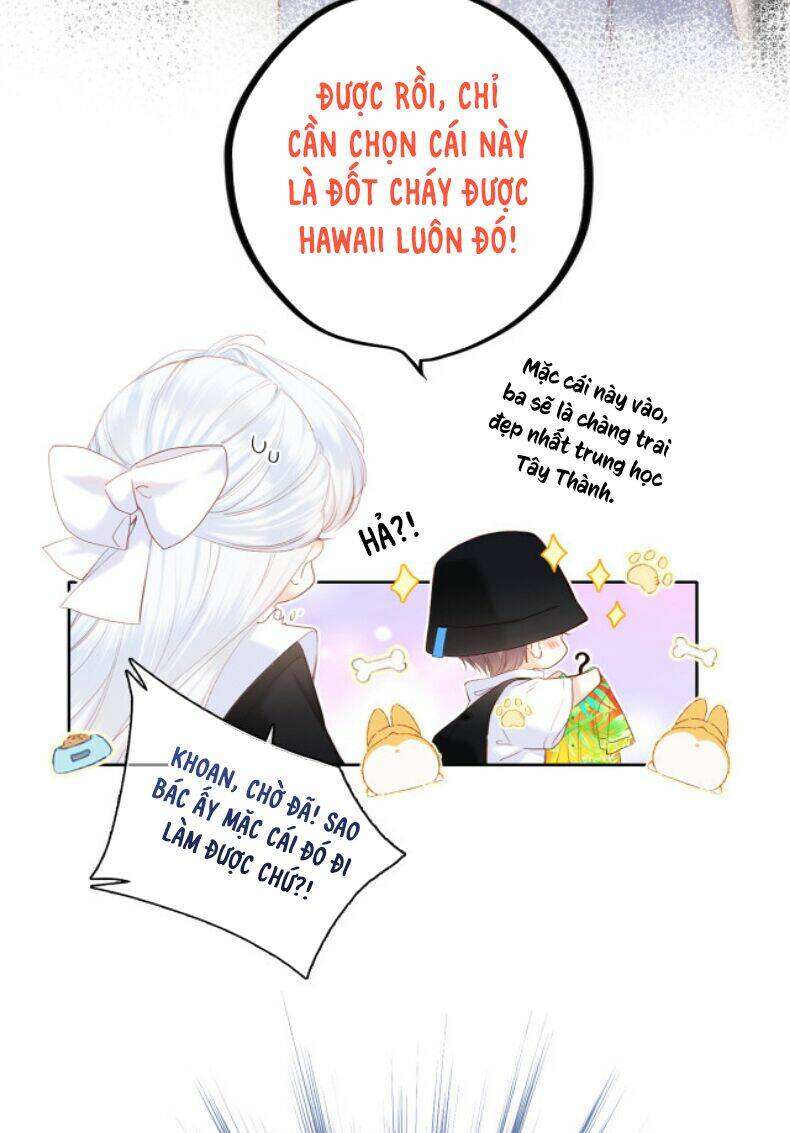 ĐƯỢC RỒI, CHỈ
CẦN CHỌN CÁI NÀY
LÀ ĐỐT CHÁY ĐƯỢC
HAWAII LUÔN ĐÓ!
Mặc cái này vào,
ba sẽ là chàng trai
đẹp nhất trung học
Tây Thành.
HẢ?!
KHOAN, CHỜ ĐÃ! SAO
BÁC ẤY MẶC CÁI ĐÓ ĐI
LÀM ĐƯỢC CHỨ?!